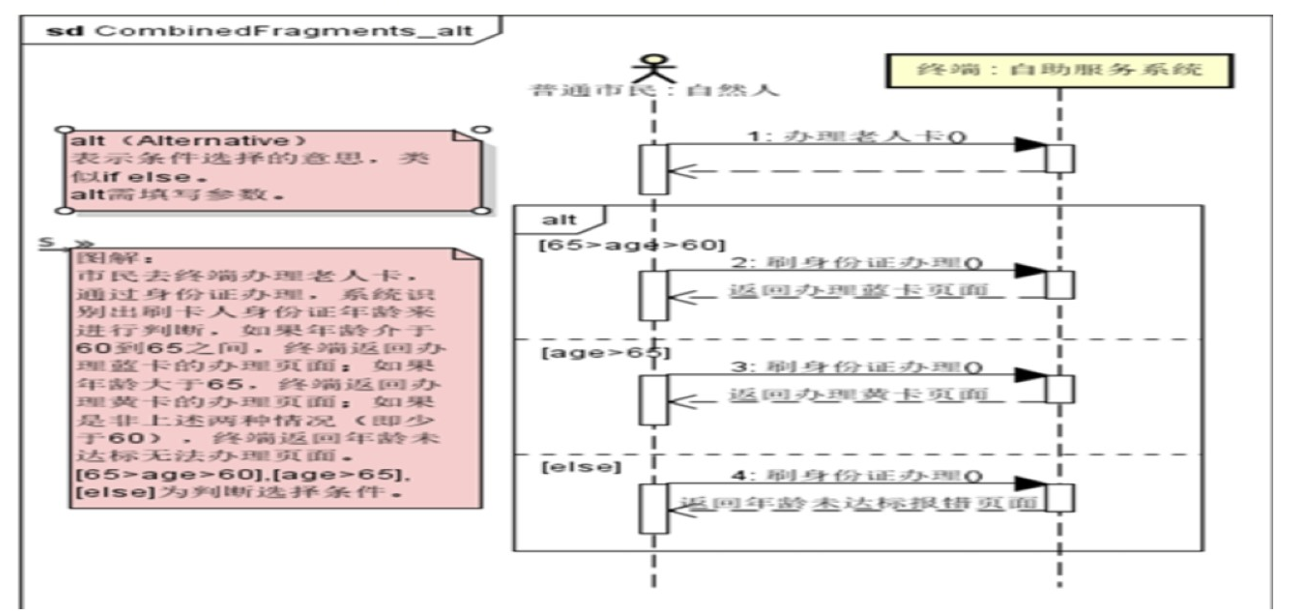 sd CombinedFragments_alt
普通市民：自然人
终端：自助服务系统
alt（Alternative）
表示条件选择的意思，类
似if else。
alt需填写参数。
1: 办理老人卡()
alt
[65>age>60]
2: 刷身份证办理()
返回办理蓝卡页面
[age>65]
3: 刷身份证办理()
返回办理黄卡页面
[else]
4: 刷身份证办理()
返回年龄未达标报错页面
S
图解：
市民去终端办理老人卡，
通过身份证办理，系统识
别出刷卡人身份证年龄来
进行判断，如果年龄介于
60到65之间，终端返回办
理蓝卡的办理页面；如果
年龄大于65，终端返回办
理黄卡的办理页面；如果
是非上述两种情况（即少
于60），终端返回年龄未
达标无法办理页面。
[65>age>60],[age>65],
[else]为判断选择条件。